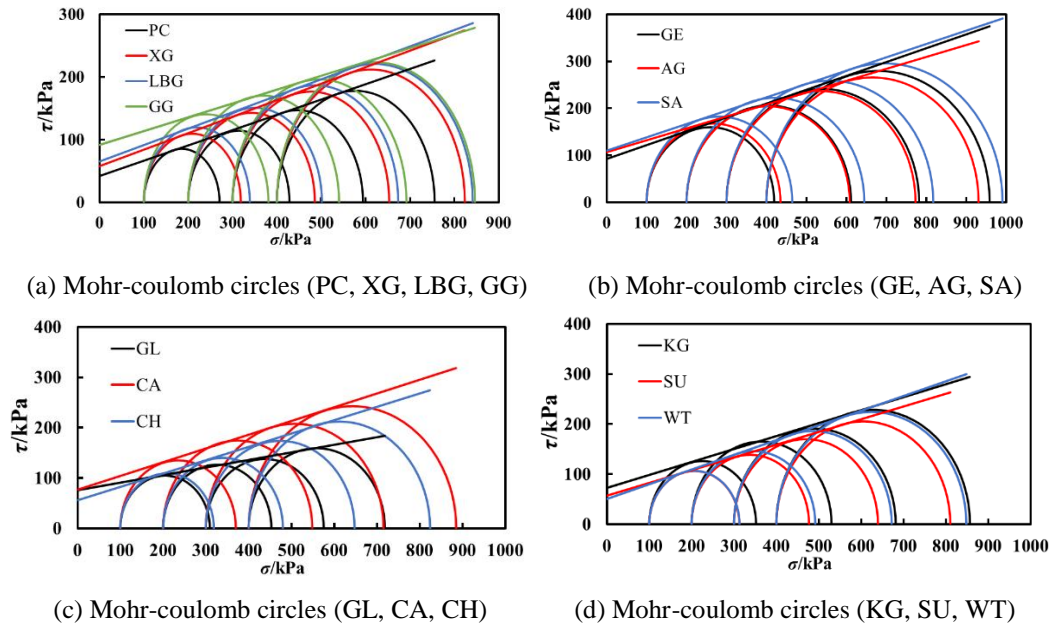 300
200
100
0
τ/kPa
PC
XG
LBG
GG
0 100 200 300 400 500 600 700 800 900
σ/kPa
(a) Mohr-coulomb circles (PC, XG, LBG, GG)
400
300
200
100
0
τ/kPa
GE
AG
SA
0 100 200 300 400 500 600 700 800 900 1000
σ/kPa
(b) Mohr-coulomb circles (GE, AG, SA)
400
300
200
100
0
τ/kPa
GL
CA
CH
0 100 200 300 400 500 600 700 800 900 1000
σ/kPa
(c) Mohr-coulomb circles (GL, CA, CH)
400
300
200
100
0
τ/kPa
KG
SU
WT
0 100 200 300 400 500 600 700 800 900 1000
σ/kPa
(d) Mohr-coulomb circles (KG, SU, WT)